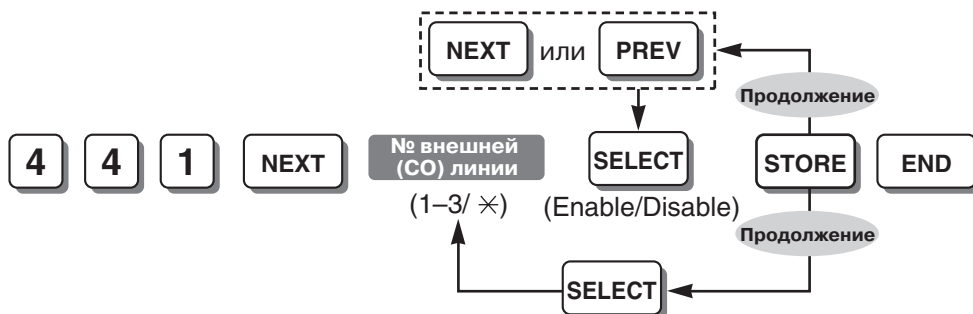 NEXT или PREV
Продолжение
4 4 1 NEXT № внешней (СО) линии SELECT STORE END
(1–3/ ✳) (Enable/Disable)
Продолжение
SELECT